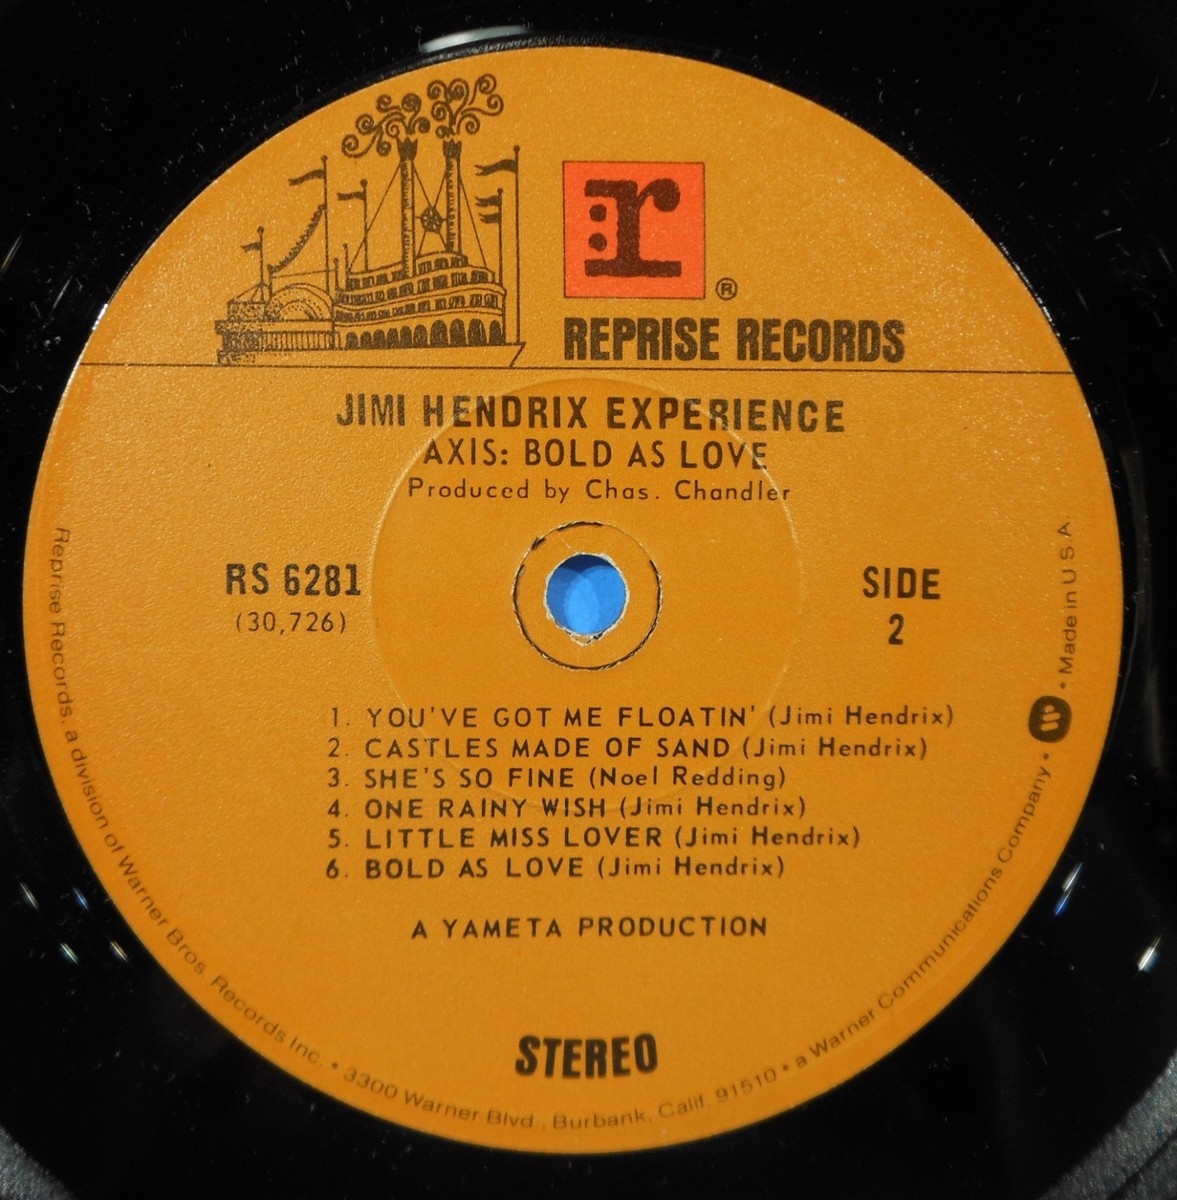 r:
®
REPRISE RECORDS
JIMI HENDRIX EXPERIENCE
AXIS: BOLD AS LOVE
Produced by Chas. Chandler
RS 6281
(30,726)
SIDE
2
1. YOU'VE GOT ME FLOATIN' (Jimi Hendrix)
2. CASTLES MADE OF SAND (Jimi Hendrix)
3. SHE'S SO FINE (Noel Redding)
4. ONE RAINY WISH (Jimi Hendrix)
5. LITTLE MISS LOVER (Jimi Hendrix)
6. BOLD AS LOVE (Jimi Hendrix)
A YAMETA PRODUCTION
STEREO
Reprise Records, a division of Warner Bros. Records Inc. • 3300 Warner Blvd., Burbank, Calif. 91510 • a Warner Communications Company • W • Made in U.S.A.